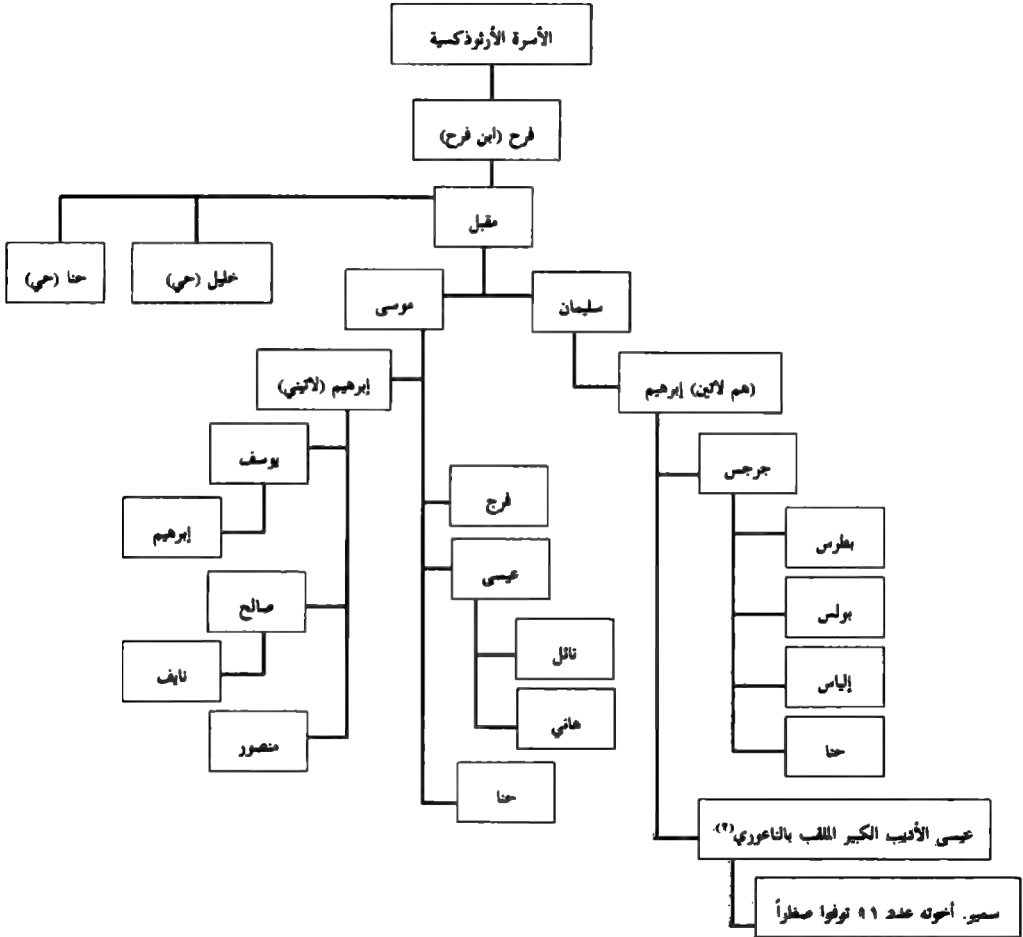 الأسرة الأرثوذكسية
فرح (ابن فرح)
مقبل
خليل (حي)
حنا (حي)
سليمان
موسى
(هم لاتين) إبرهيم
إبرهيم (لاتيني)
جرجس
يوسف
فرج
بطرس
إبرهيم
عيسى
صالح
بولس
نائل
نايف
إلياس
هاني
منصور
حنا
حنا
عيسى الأديب الكبير الملقب بالناعوري(٢).
سمير. أخوته عدد توفوا صغاراً